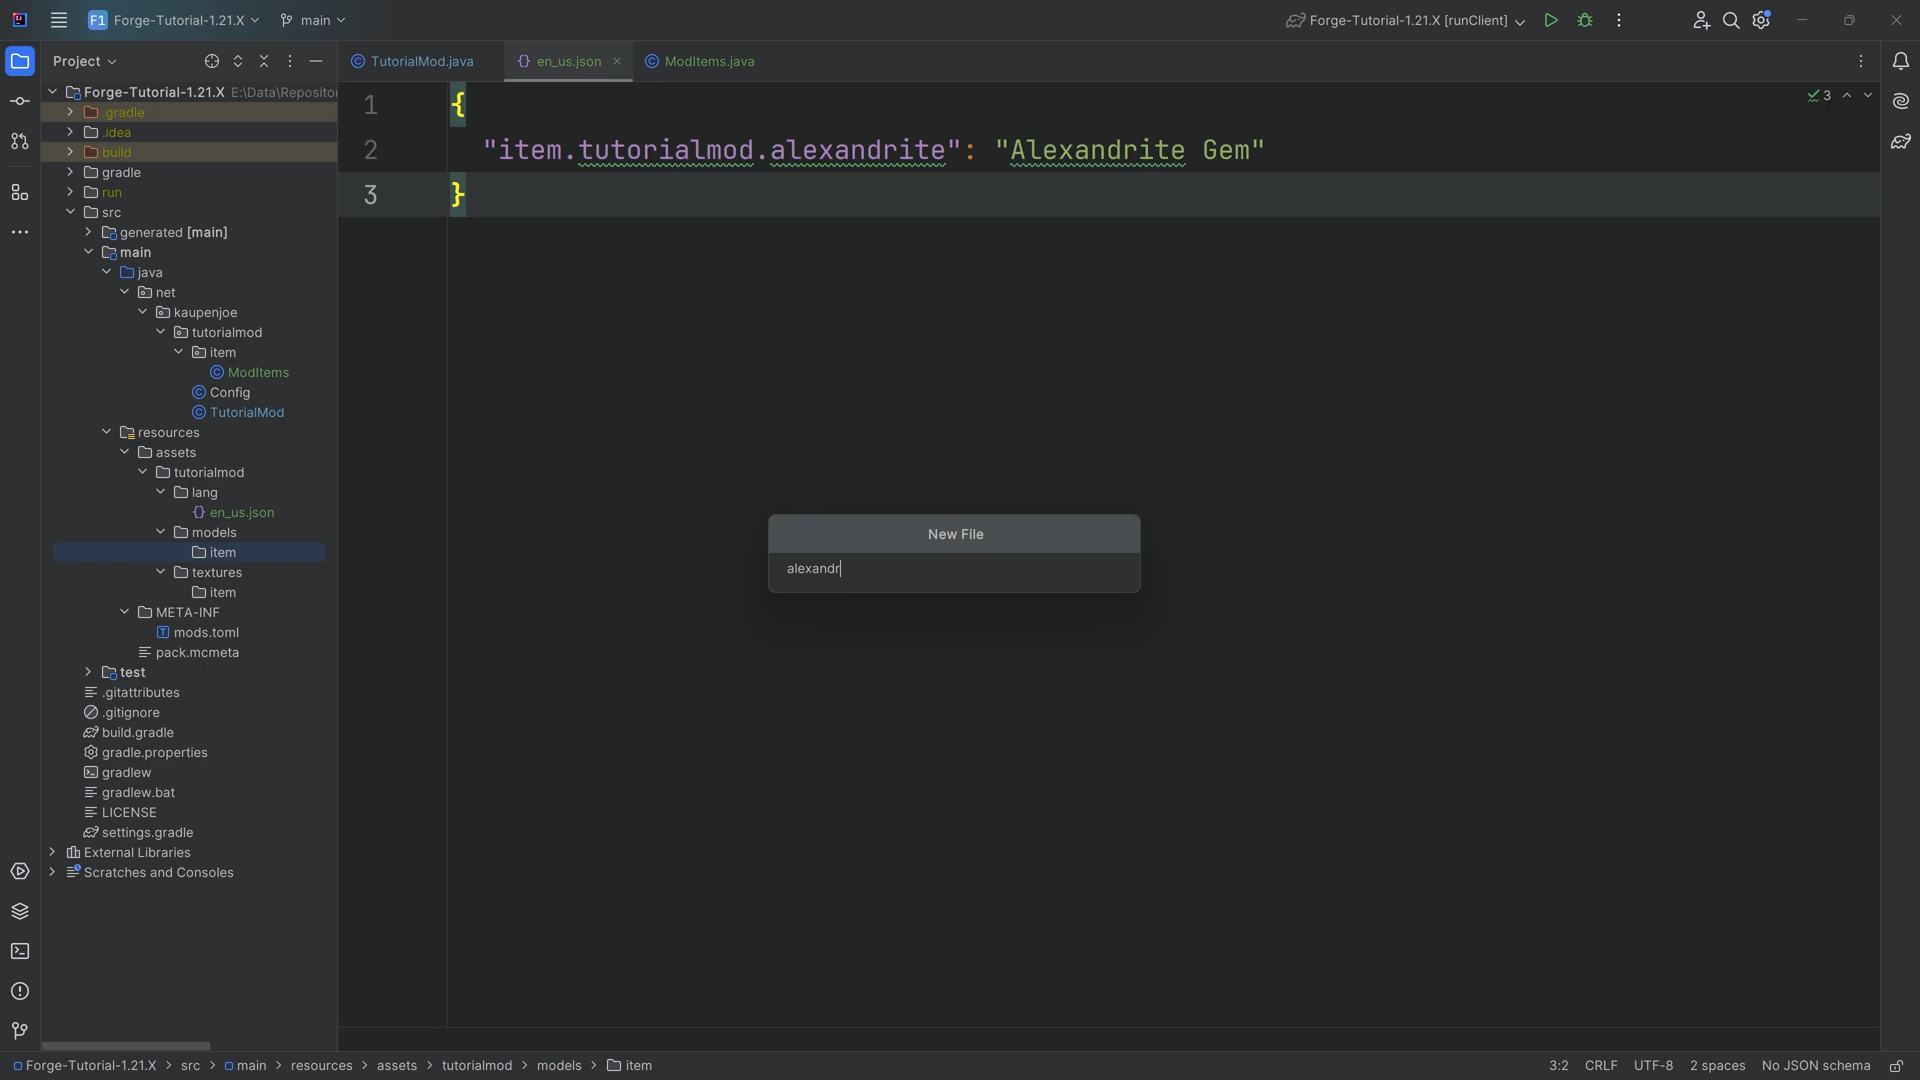 F1 Forge-Tutorial-1.21.X main Forge-Tutorial-1.21.X [runClient]
Project
TutorialMod.java {} en_us.json ModItems.java
Forge-Tutorial-1.21.X E:\Data\Reposito
.gradle
.idea
build
gradle
run
src
generated [main]
main
java
net
kaupenjoe
tutorialmod
item
ModItems
Config
TutorialMod
resources
assets
tutorialmod
lang
{} en_us.json
models
item
textures
item
META-INF
mods.toml
pack.mcmeta
test
.gitattributes
.gitignore
build.gradle
gradle.properties
gradlew
gradlew.bat
LICENSE
settings.gradle
External Libraries
Scratches and Consoles
1 {
2 "item.tutorialmod.alexandrite": "Alexandrite Gem"
3 }
3
New File
alexandr
Forge-Tutorial-1.21.X > src > main > resources > assets > tutorialmod > models > item
3:2 CRLF UTF-8 2 spaces No JSON schema